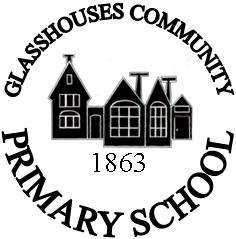 GLASSHOUSES COMMUNITY
1863
PRIMARY SCHOOL